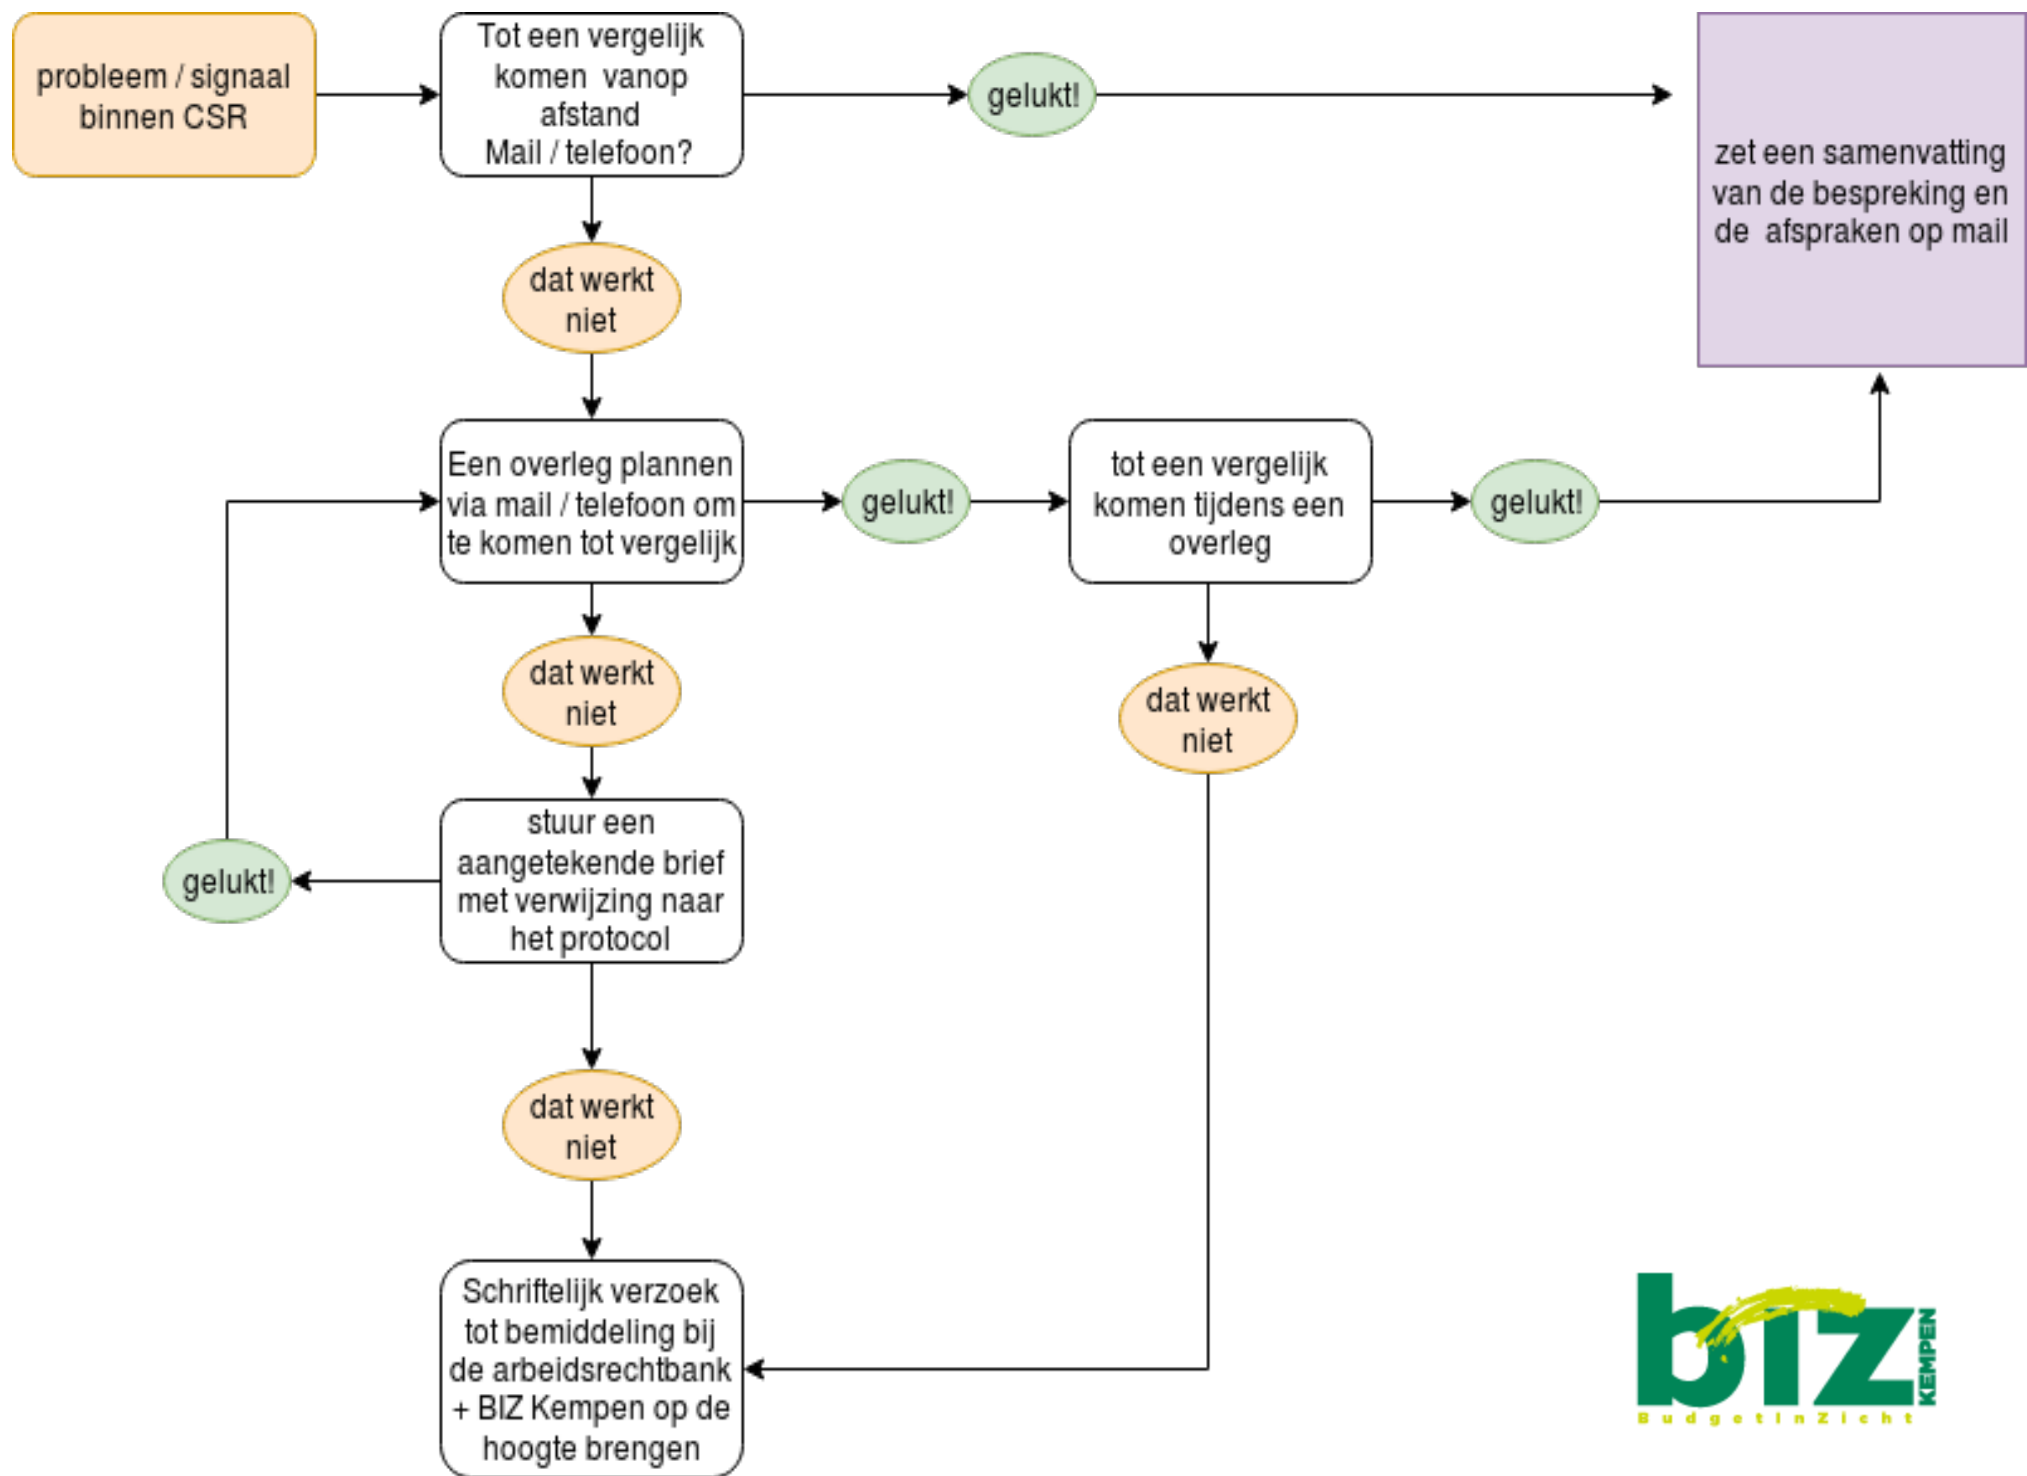 probleem / signaal
binnen CSR
Tot een vergelijk
komen vanop
afstand
Mail / telefoon?
gelukt!
zet een samenvatting
van de bespreking en
de afspraken op mail
dat werkt
niet
Een overleg plannen
via mail / telefoon om
te komen tot vergelijk
gelukt!
tot een vergelijk
komen tijdens een
overleg
gelukt!
dat werkt
niet
dat werkt
niet
stuur een
aangetekende brief
met verwijzing naar
het protocol
gelukt!
dat werkt
niet
Schriftelijk verzoek
tot bemiddeling bij
de arbeidsrechtbank
+ BIZ Kempen op de
hoogte brengen
biz
KEMPEN
BudgetInZicht